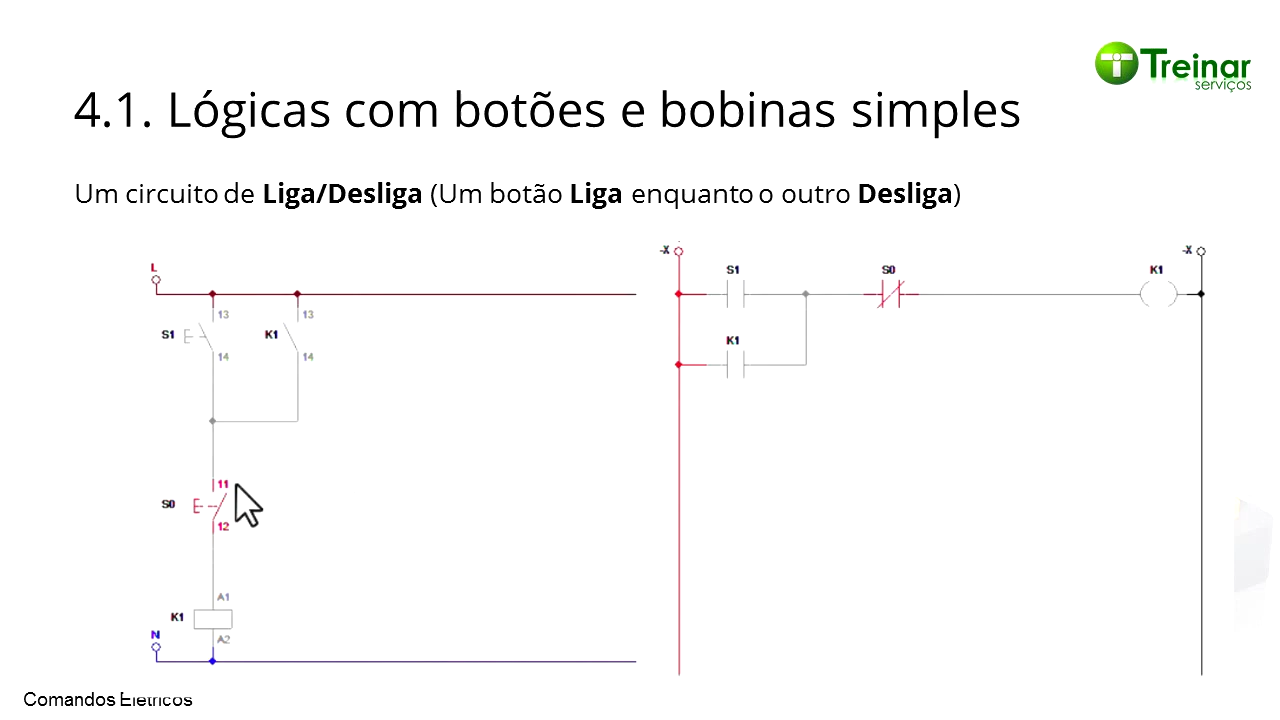 Treinar
serviços
4.1. Lógicas com botões e bobinas simples
Um circuito de Liga/Desliga (Um botão Liga enquanto o outro Desliga)
L
13
13
S1
K1
14
14
11
S0
12
A1
K1
A2
N
-X
-X
S1
S0
K1
K1
Comandos Elétricos